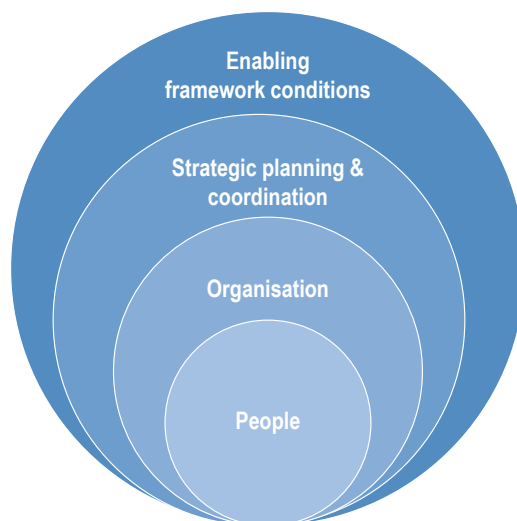 Enabling
framework conditions
Strategic planning &
coordination
Organisation
People